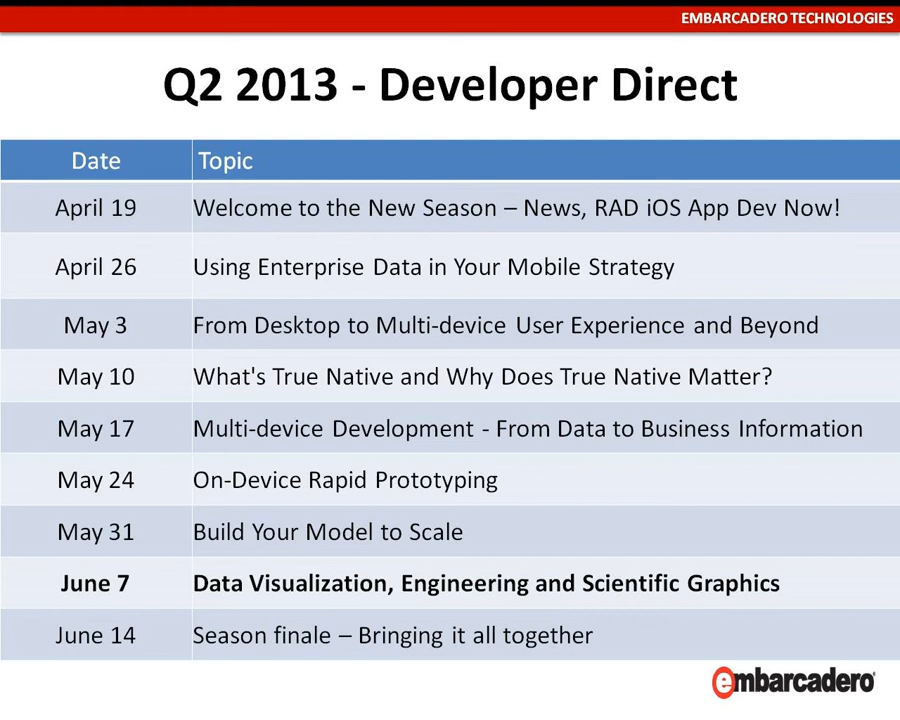 EMBARCADERO TECHNOLOGIES
Q2 2013 - Developer Direct
Date Topic
April 19 Welcome to the New Season – News, RAD iOS App Dev Now!
April 26 Using Enterprise Data in Your Mobile Strategy
May 3 From Desktop to Multi-device User Experience and Beyond
May 10 What's True Native and Why Does True Native Matter?
May 17 Multi-device Development - From Data to Business Information
May 24 On-Device Rapid Prototyping
May 31 Build Your Model to Scale
June 7 Data Visualization, Engineering and Scientific Graphics
June 14 Season finale – Bringing it all together
embarcadero